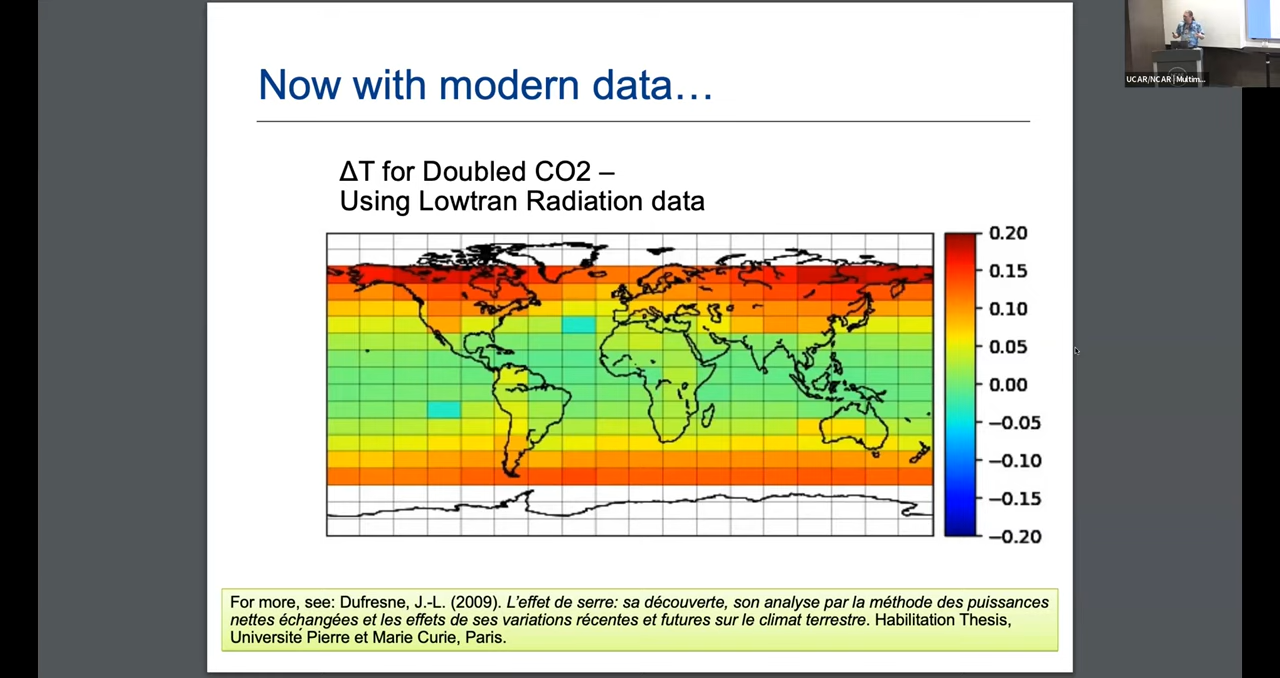 Now with modern data…
UCAR/NCAR | Multim...
ΔT for Doubled CO2 –
Using Lowtran Radiation data
0.20
0.15
0.10
0.05
0.00
−0.05
−0.10
−0.15
−0.20
For more, see: Dufresne, J.-L. (2009). L'effet de serre: sa découverte, son analyse par la méthode des puissances
nettes échangées et les effets de ses variations récentes et futures sur le climat terrestre. Habilitation Thesis,
Université Pierre et Marie Curie, Paris.